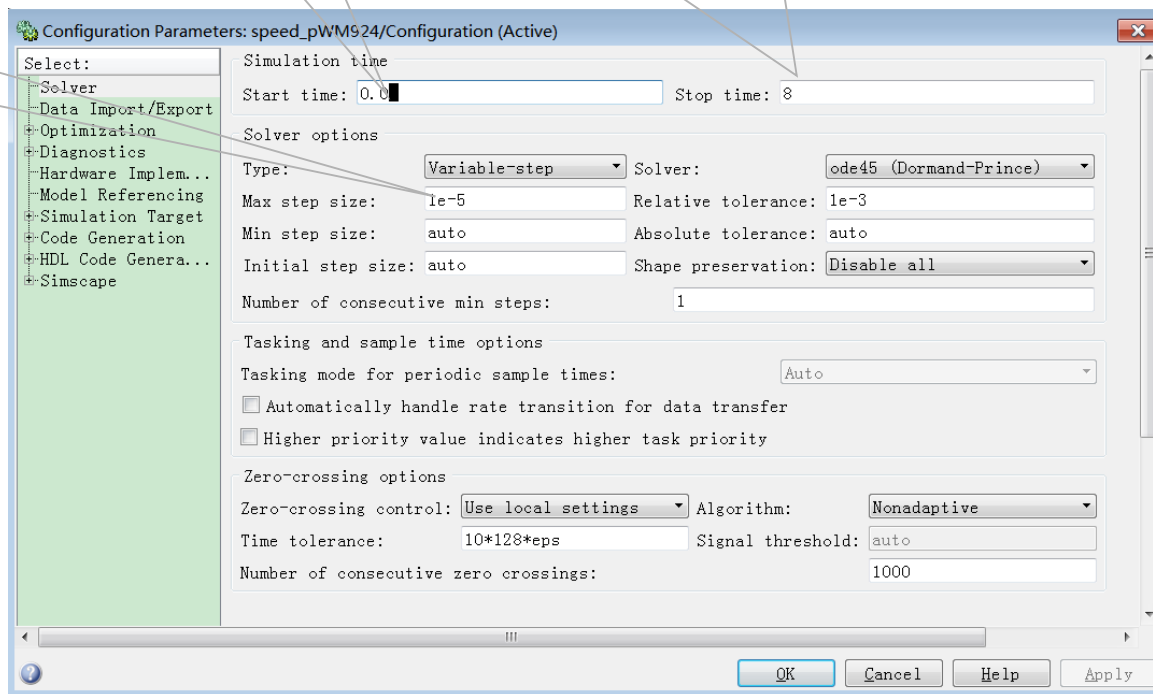 Configuration Parameters: speed_pWM924/Configuration (Active)
Select:
Solver
Data Import/Export
Optimization
Diagnostics
Hardware Implem...
Model Referencing
Simulation Target
Code Generation
HDL Code Genera...
Simscape
Simulation time
Start time: 0.0 Stop time: 8
Solver options
Type: Variable-step Solver: ode45 (Dormand-Prince)
Max step size: 1e-5 Relative tolerance: 1e-3
Min step size: auto Absolute tolerance: auto
Initial step size: auto Shape preservation: Disable all
Number of consecutive min steps: 1
Tasking and sample time options
Tasking mode for periodic sample times: Auto
Automatically handle rate transition for data transfer
Higher priority value indicates higher task priority
Zero-crossing options
Zero-crossing control: Use local settings Algorithm: Nonadaptive
Time tolerance: 10*128*eps Signal threshold: auto
Number of consecutive zero crossings: 1000
OK Cancel Help Apply